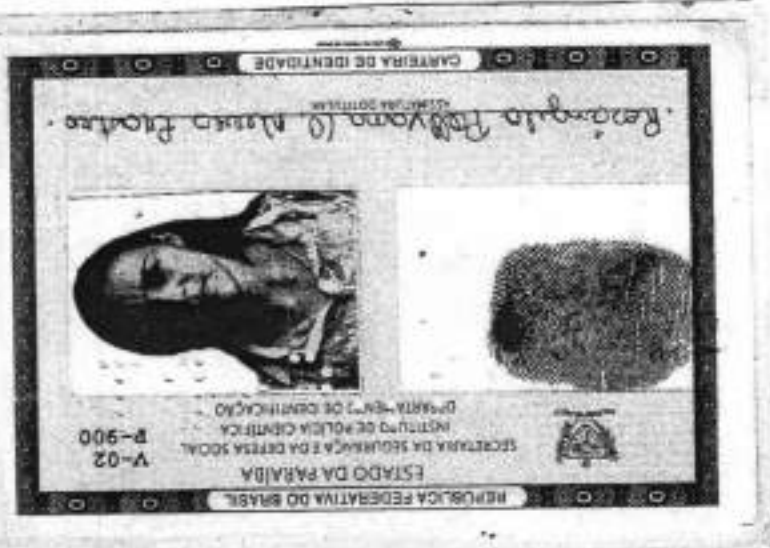 REPÚBLICA FEDERATIVA DO BRASIL
ESTADO DA PARAÍBA
SECRETARIA DA SEGURANÇA E DA DEFESA SOCIAL
INSTITUTO DE POLICIA CIENTÍFICA
DEPARTAMENTO DE IDENTIFICAÇÃO
V-02
P-900
ASSINATURA DO TITULAR
CARTEIRA DE IDENTIDADE